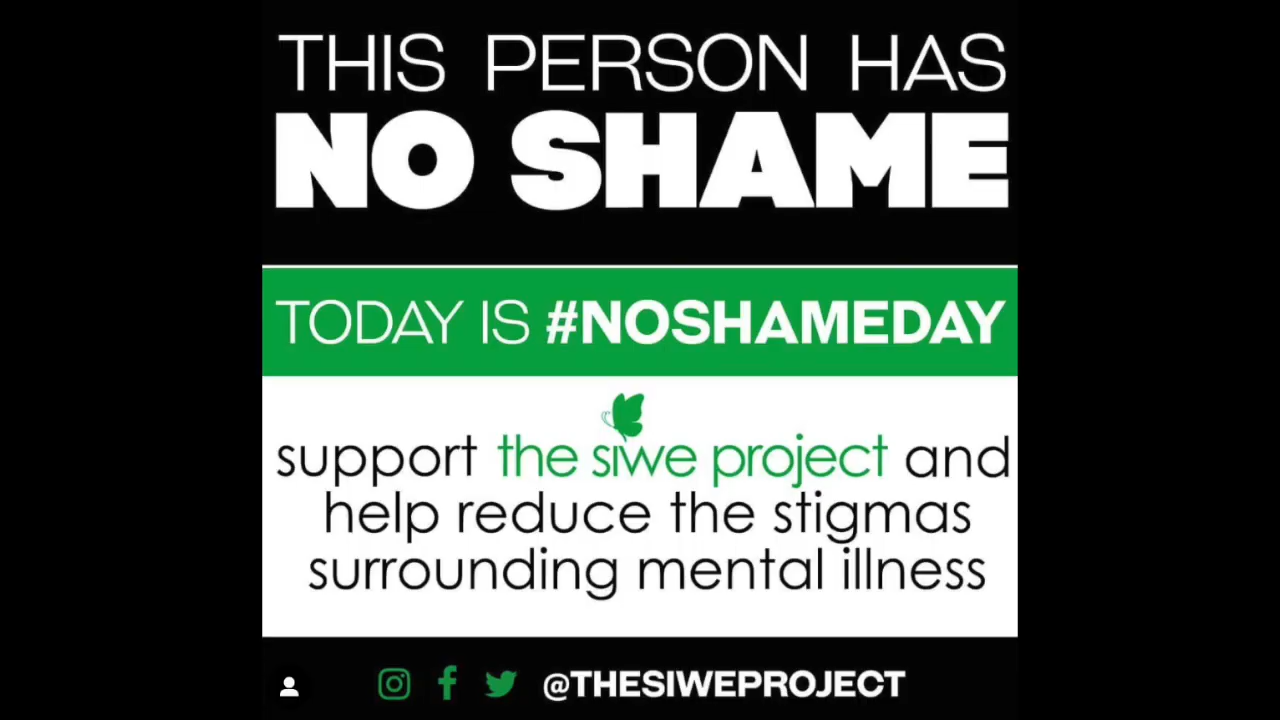 THIS PERSON HAS
NO SHAME
TODAY IS #NOSHAMEDAY
support the siwe project and
help reduce the stigmas
surrounding mental illness
@THESIWEPROJECT